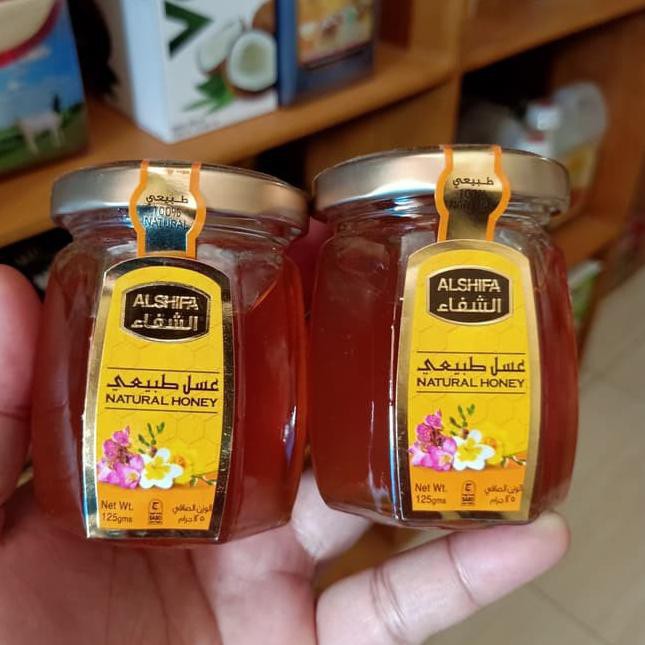 طبيعي
100%
NATURAL
ALSHIFA
الشفاء
عسل طبيعي
NATURAL HONEY
Net Wt.
125gms
الوزن الصافي
١٢٥ جرام
طبيعي
ALSHIFA
الشفاء
عسل طبيعي
NATURAL HONEY
Net Wt.
125gms
الوزن الصافي
١٢٥ جرام